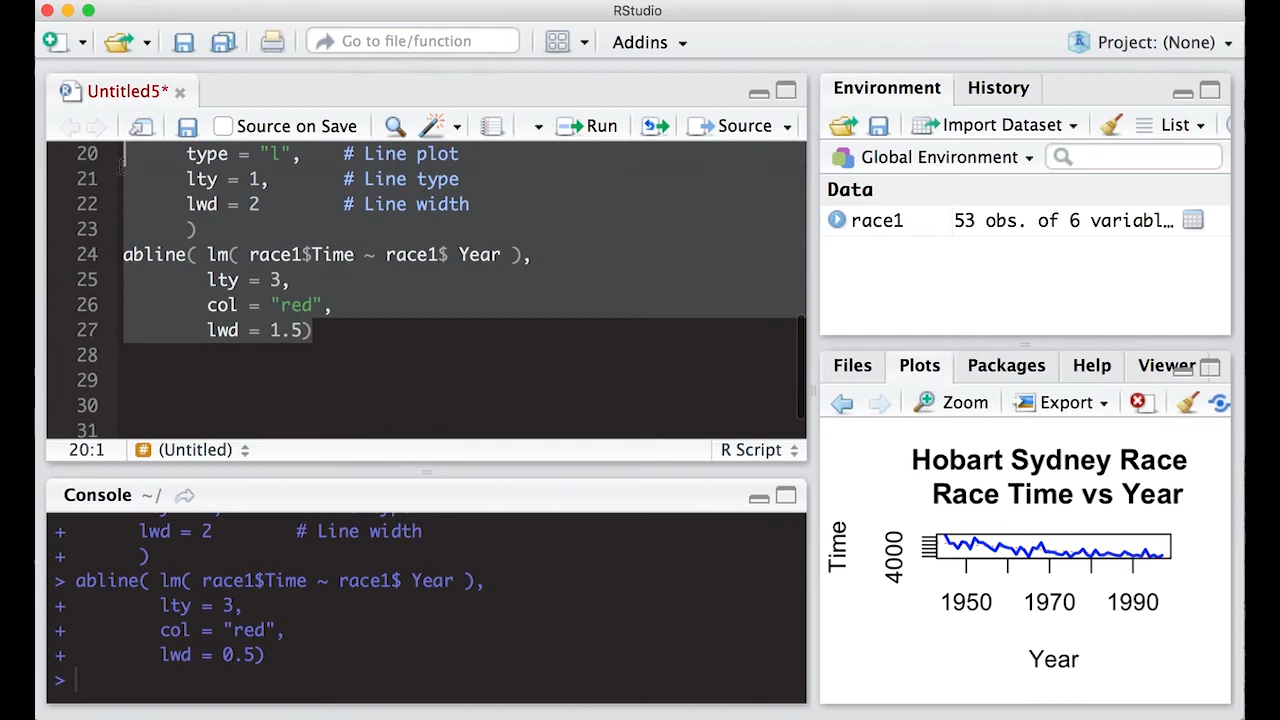 RStudio
Go to file/function
Addins
Project: (None)
Untitled5*
Source on Save
Run
Source
20 type = "l", # Line plot
21 lty = 1, # Line type
22 lwd = 2 # Line width
23 )
24 abline( lm( race1$Time ~ race1$ Year ),
25 lty = 3,
26 col = "red",
27 lwd = 1.5)
28
29
30
31
20:1 # (Untitled) R Script
Console ~/
+ lwd = 2 # Line width
+ )
> abline( lm( race1$Time ~ race1$ Year ),
+ lty = 3,
+ col = "red",
+ lwd = 0.5)
>
Environment History
Import Dataset List
Global Environment
Data
race1 53 obs. of 6 variabl…
Files Plots Packages Help Viewer
Zoom Export
Hobart Sydney Race
Race Time vs Year
Time
4000
1950 1970 1990
Year